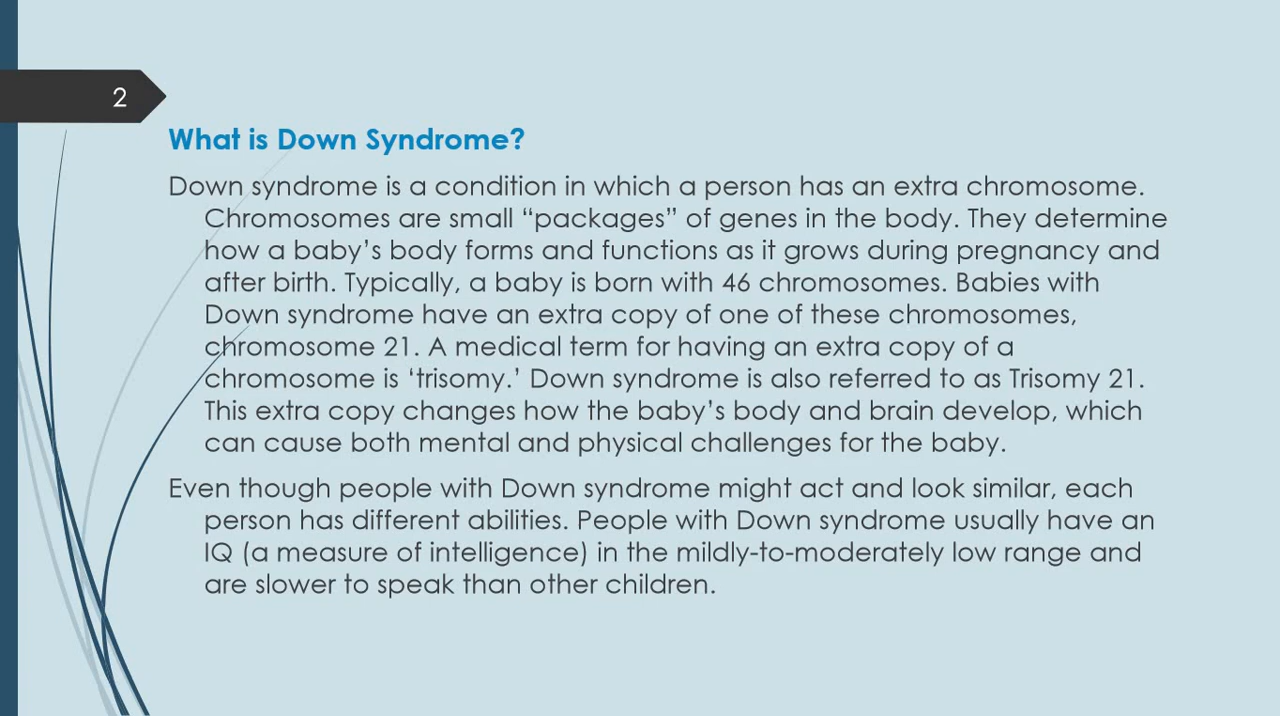 2
What is Down Syndrome?
Down syndrome is a condition in which a person has an extra chromosome.
Chromosomes are small “packages” of genes in the body. They determine
how a baby’s body forms and functions as it grows during pregnancy and
after birth. Typically, a baby is born with 46 chromosomes. Babies with
Down syndrome have an extra copy of one of these chromosomes,
chromosome 21. A medical term for having an extra copy of a
chromosome is ‘trisomy.’ Down syndrome is also referred to as Trisomy 21.
This extra copy changes how the baby’s body and brain develop, which
can cause both mental and physical challenges for the baby.
Even though people with Down syndrome might act and look similar, each
person has different abilities. People with Down syndrome usually have an
IQ (a measure of intelligence) in the mildly-to-moderately low range and
are slower to speak than other children.